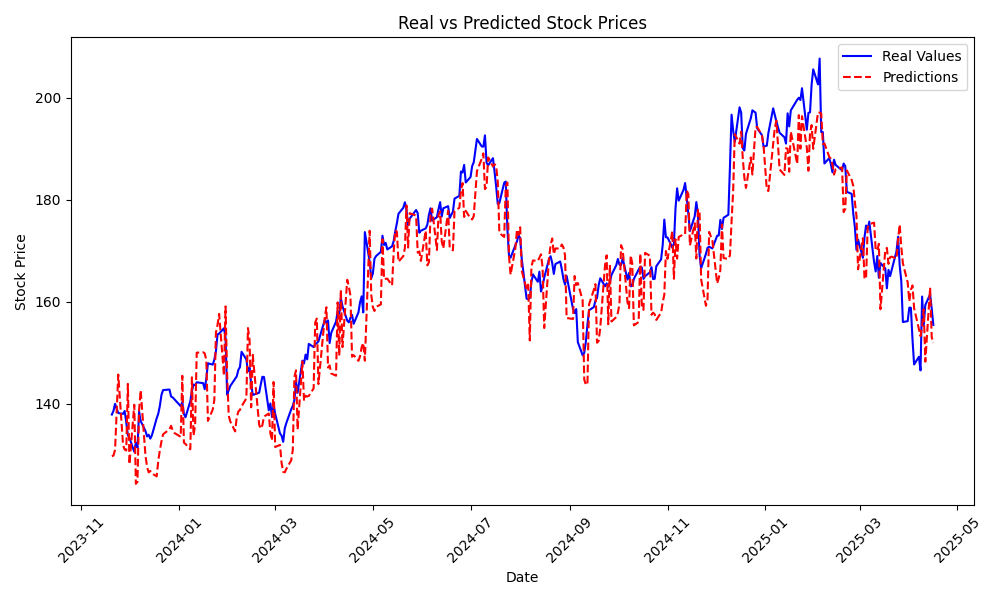 Real vs Predicted Stock Prices
Real Values
Predictions
Stock Price
200
180
160
140
2023-11
2024-01
2024-03
2024-05
2024-07
2024-09
2024-11
2025-01
2025-03
2025-05
Date